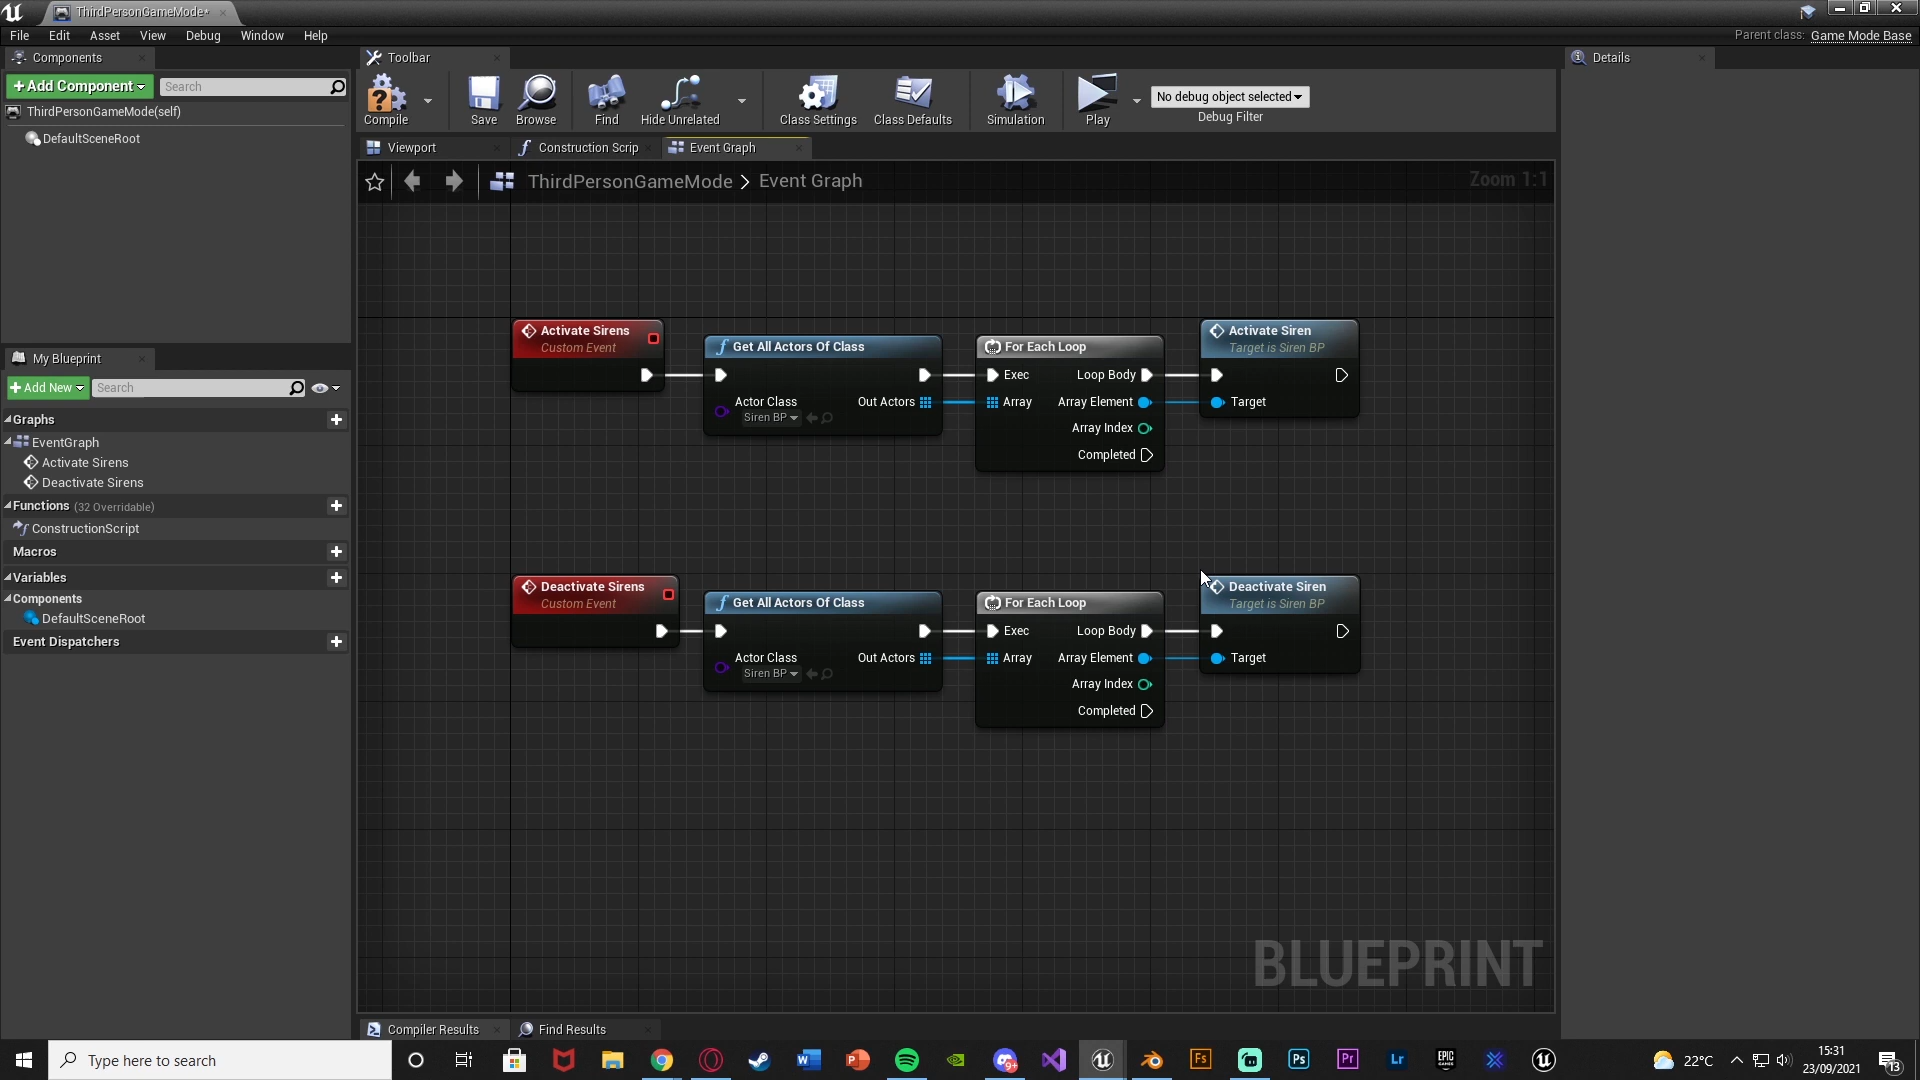 ThirdPersonGameMode*
File Edit Asset View Debug Window Help
Parent class: Game Mode Base
Components
Toolbar
Details
+Add Component
Search
ThirdPersonGameMode(self)
DefaultSceneRoot
Compile
Save
Browse
Find
Hide Unrelated
Class Settings
Class Defaults
Simulation
Play
No debug object selected
Debug Filter
Viewport
Construction Scrip
Event Graph
ThirdPersonGameMode > Event Graph
Zoom 1:1
Activate Sirens
Custom Event
Get All Actors Of Class
Actor Class
Siren BP
Out Actors
For Each Loop
Exec
Loop Body
Array
Array Element
Array Index
Completed
Activate Siren
Target is Siren BP
Target
My Blueprint
+Add New
Search
Graphs
EventGraph
Activate Sirens
Deactivate Sirens
Functions (32 Overridable)
ConstructionScript
Macros
Variables
Components
DefaultSceneRoot
Event Dispatchers
Deactivate Sirens
Custom Event
Get All Actors Of Class
Actor Class
Siren BP
Out Actors
For Each Loop
Exec
Loop Body
Array
Array Element
Array Index
Completed
Deactivate Siren
Target is Siren BP
Target
BLUEPRINT
Compiler Results
Find Results
Type here to search
W
P
9+
Fs
Ps
Pr
Lr
EPIC
GAMES
22°C
15:31
23/09/2021
13